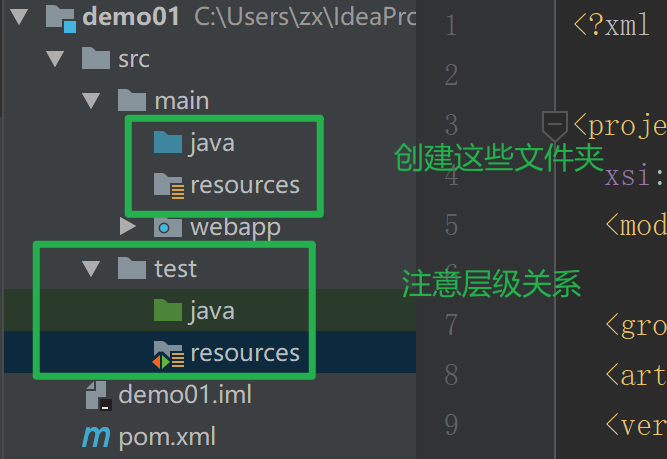 demo01 C:\Users\zx\IdeaPro
src
main
java
resources
webapp
test
java
resources
demo01.iml
pom.xml
1 <?xml
2
3 <proje
4 xsi:
5 <mod
6
7 <gro
8 <art
9 <ver
创建这些文件夹
注意层级关系